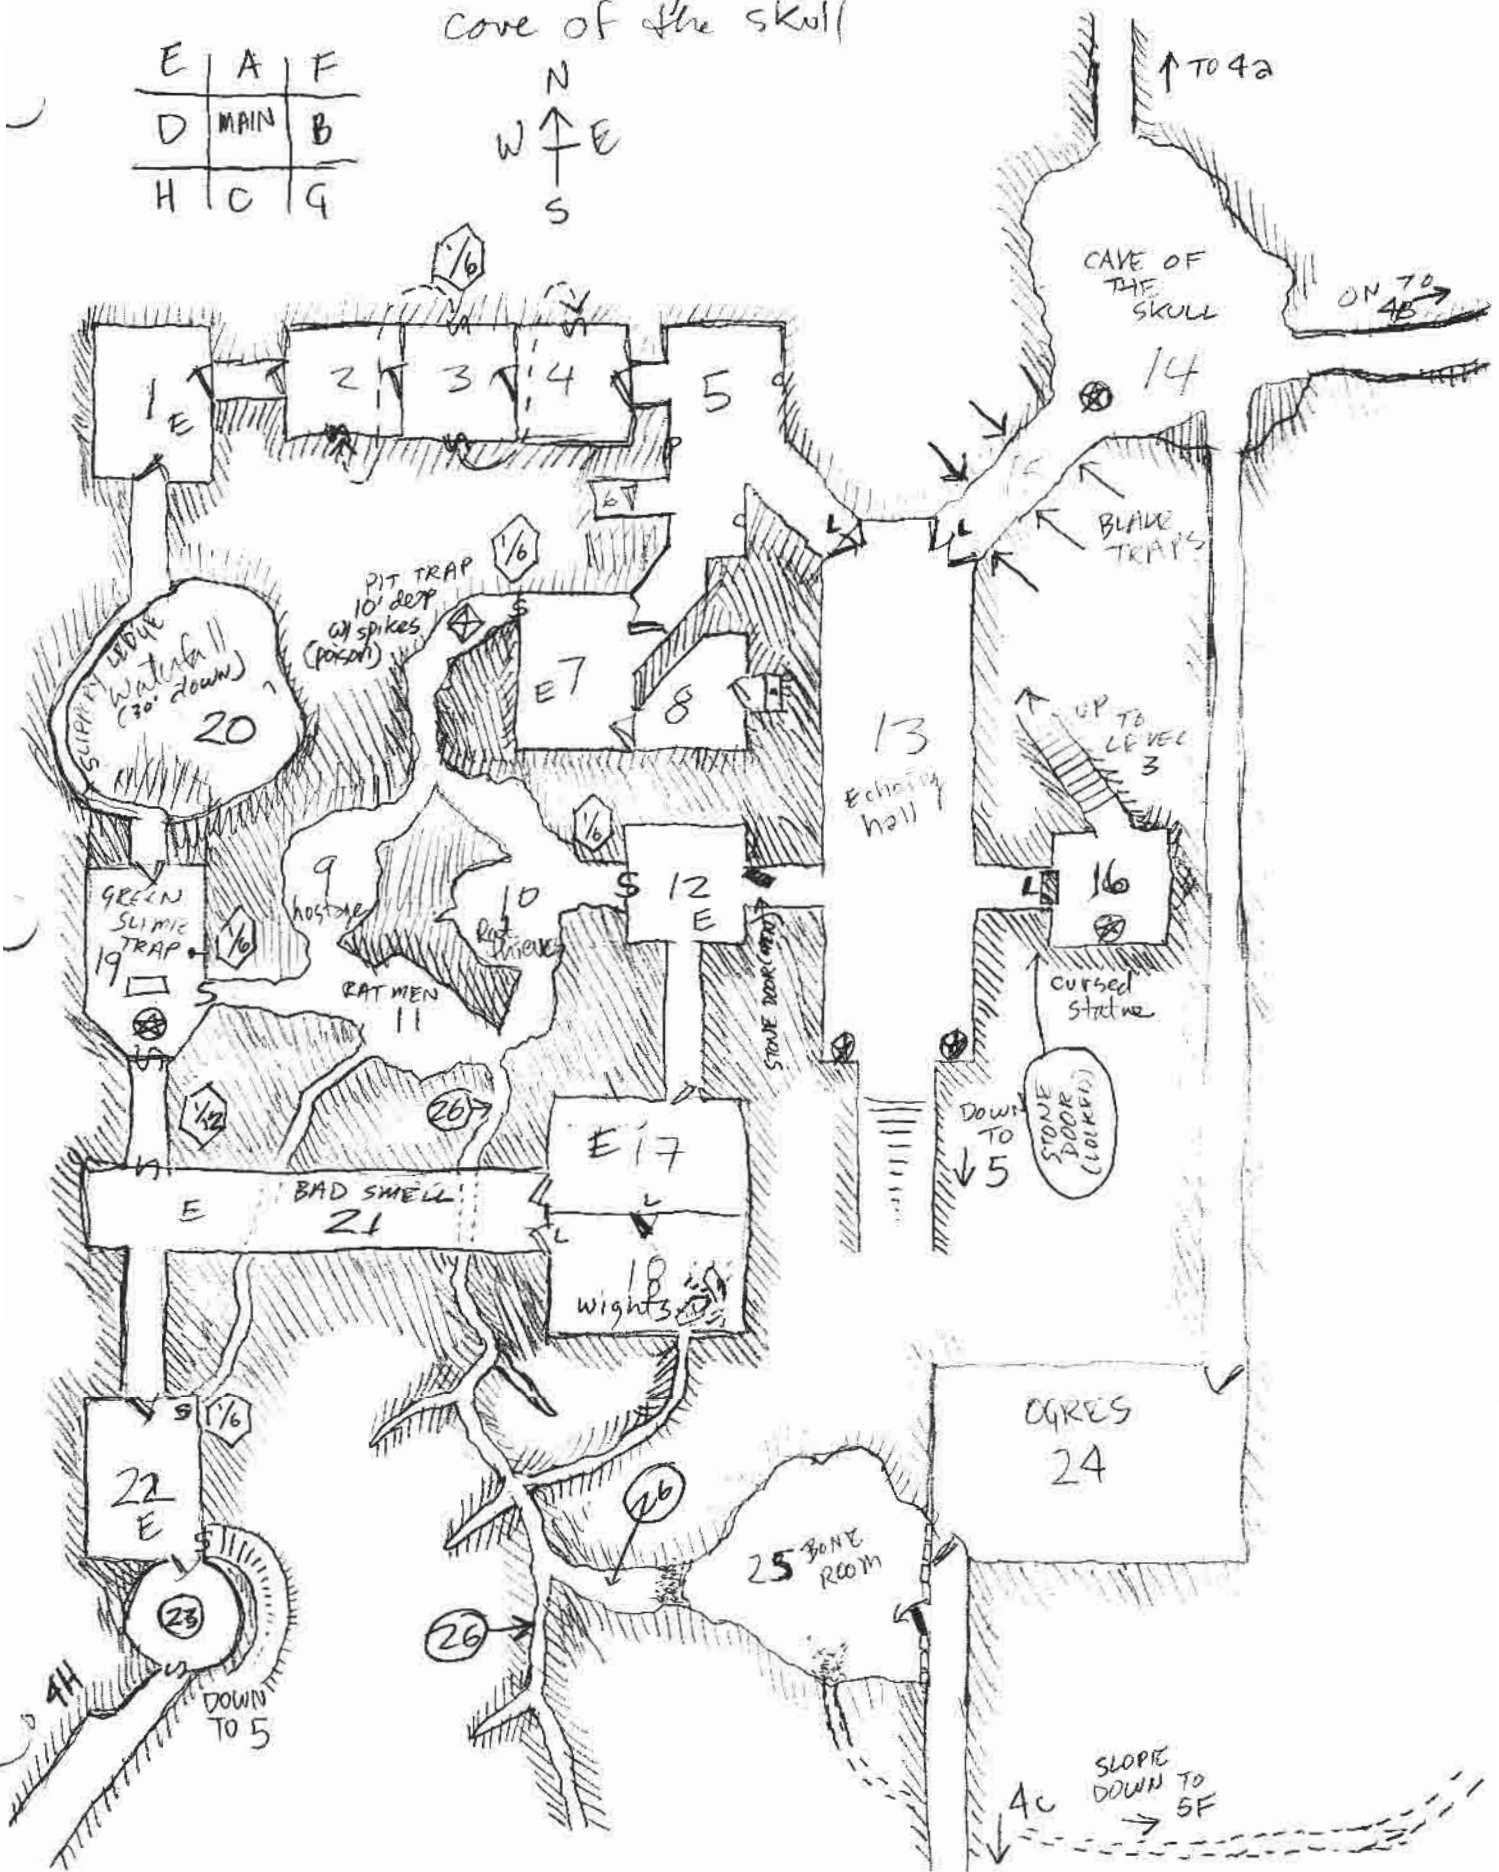 cave of the skull
E A F
D MAIN B
H C G
N
W E
S
↑ TO 4a
1/6
CAVE OF
THE
SKULL
14
ON TO
4B
1
E
2
3
4
5
6
L
L
BLADE
TRAPS
1/6
PIT TRAP
10' deep
w/ spikes
(poison)
S
E 7
8
SLIPPERY LEDGE
Waterfall
(30' down)
20
13
Echoing
hall
UP TO
LEVEL
3
1/6
9
hostage
10
Rat
thieves
S
12
E
L
16
GREEN
SLIME
TRAP
19
1/6
S
RAT MEN
11
STONE DOOR (OPEN)
cursed
statue
STONE
DOOR
(LOCKED)
1/12
26
DOWN
TO
↓ 5
E 17
L
BAD SMELL
21
E
L
18
wights
S
1/6
22
E
S
23
OGRES
24
26
25 BONE
ROOM
26
4H
DOWN
TO 5
4C
SLOPE
DOWN TO
5F